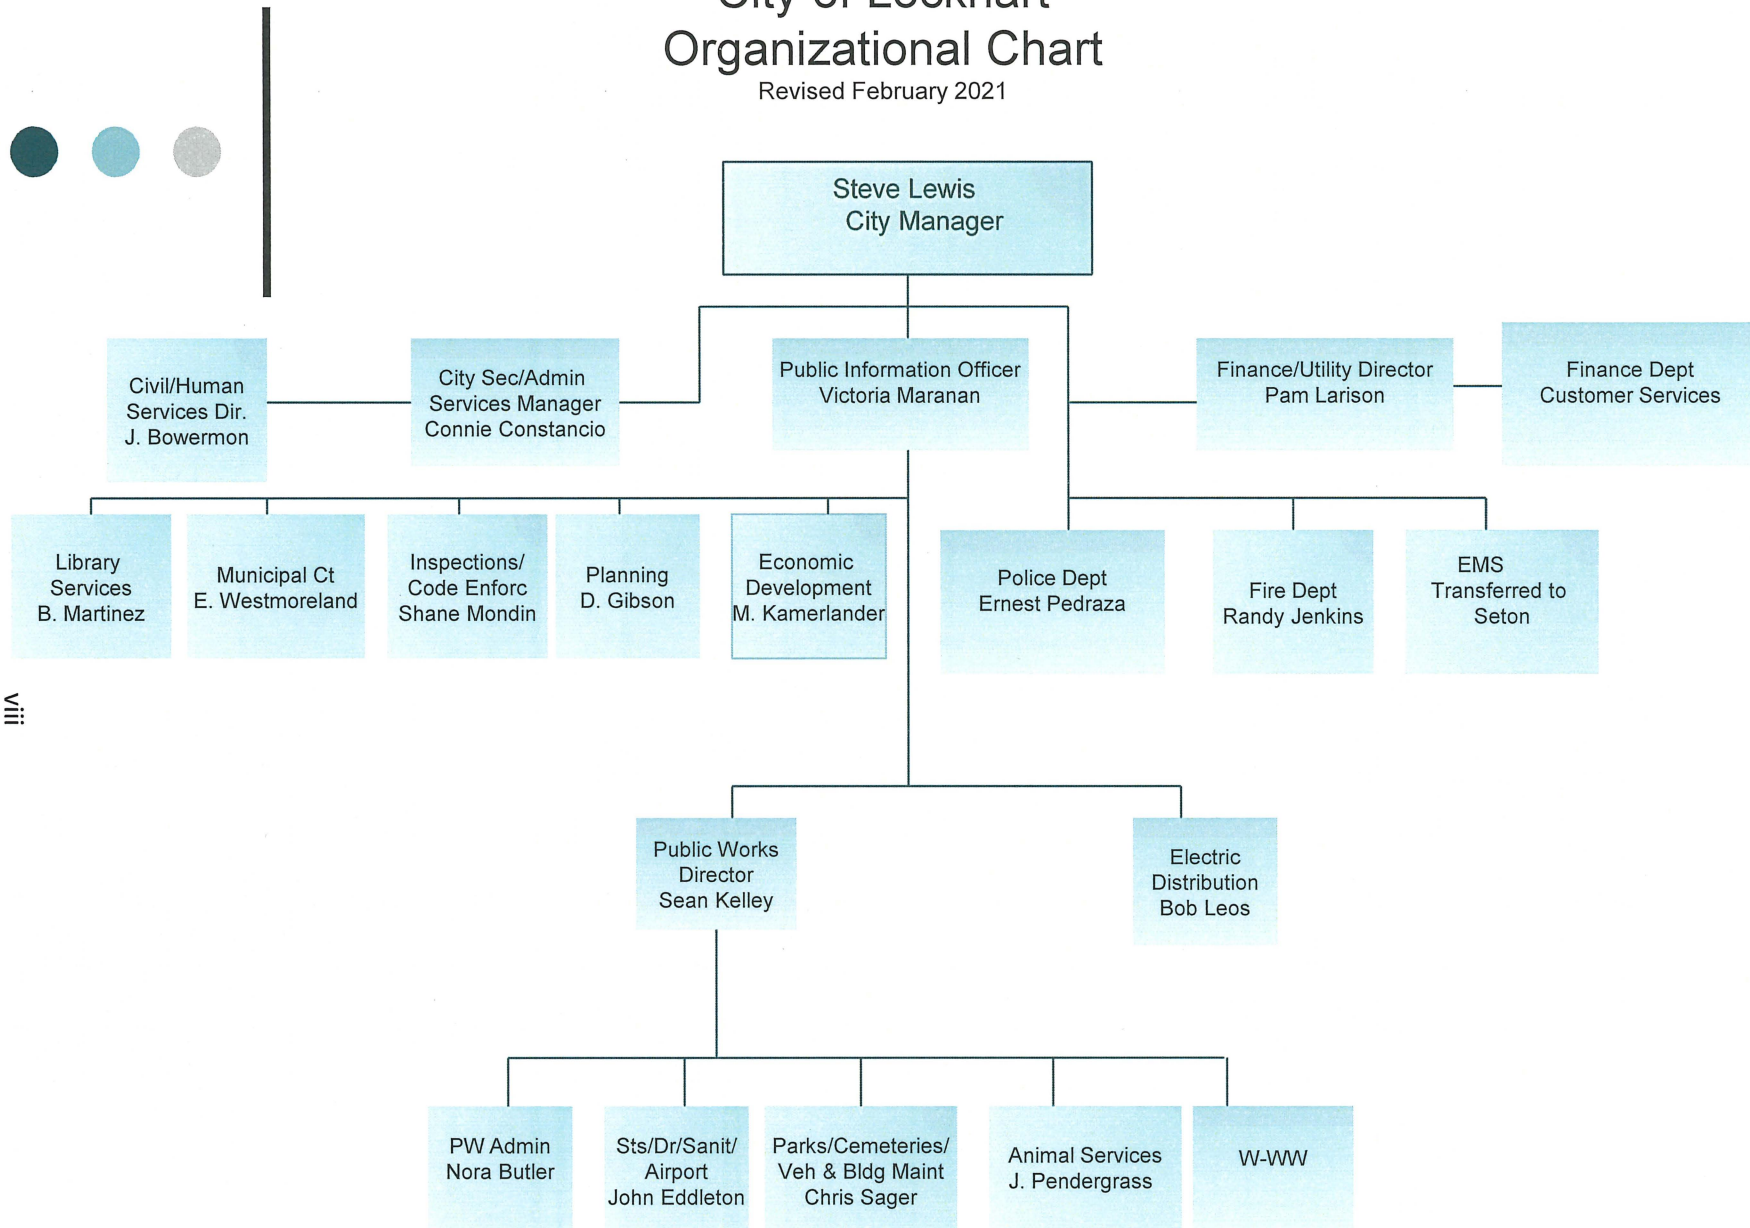 City of Lockhart
Organizational Chart
Revised February 2021
Steve Lewis
City Manager
Civil/Human
Services Dir.
J. Bowermon
City Sec/Admin
Services Manager
Connie Constancio
Public Information Officer
Victoria Maranan
Finance/Utility Director
Pam Larison
Finance Dept
Customer Services
Library
Services
B. Martinez
Municipal Ct
E. Westmoreland
Inspections/
Code Enforc
Shane Mondin
Planning
D. Gibson
Economic
Development
M. Kamerlander
Police Dept
Ernest Pedraza
Fire Dept
Randy Jenkins
EMS
Transferred to
Seton
viii
Public Works
Director
Sean Kelley
Electric
Distribution
Bob Leos
PW Admin
Nora Butler
Sts/Dr/Sanit/
Airport
John Eddleton
Parks/Cemeteries/
Veh & Bldg Maint
Chris Sager
Animal Services
J. Pendergrass
W-WW